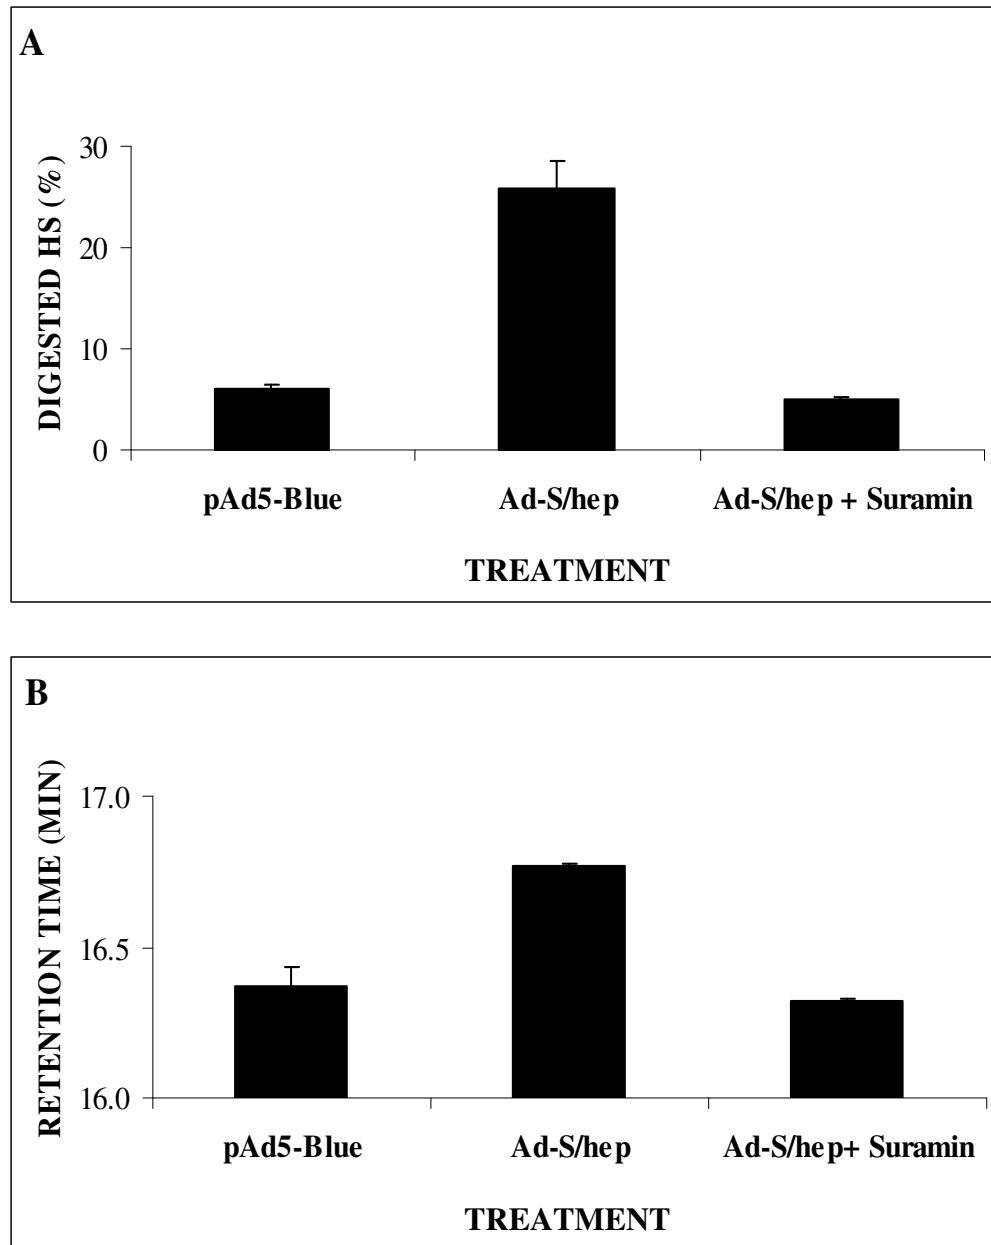 A
DIGESTED HS (%)
30
20
10
0
pAd5-Blue Ad-S/hep Ad-S/hep + Suramin
TREATMENT
B
RETENTION TIME (MIN)
17.0
16.5
16.0
pAd5-Blue Ad-S/hep Ad-S/hep+ Suramin
TREATMENT